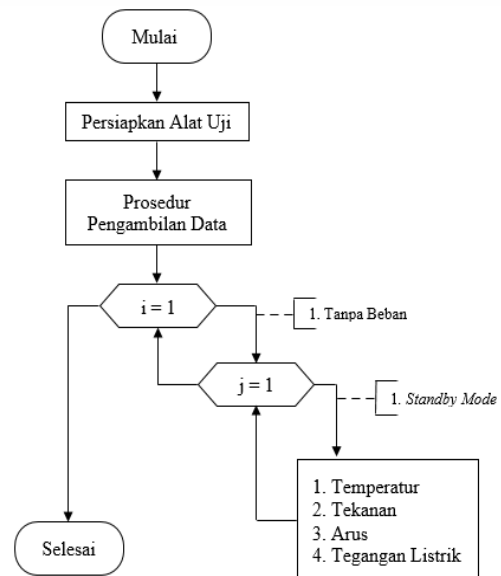 Mulai
Persiapkan Alat Uji
Prosedur
Pengambilan Data
i = 1
1. Tanpa Beban
j = 1
1. Standby Mode
1. Temperatur
2. Tekanan
3. Arus
4. Tegangan Listrik
Selesai